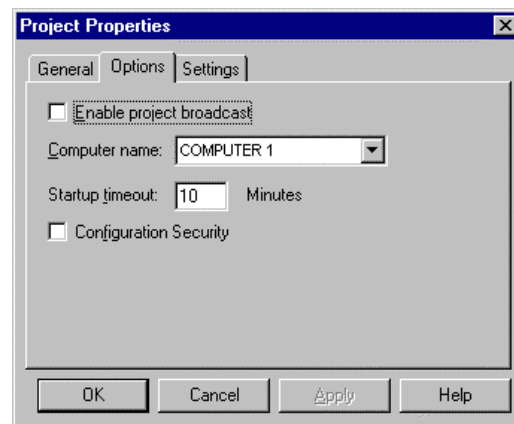 Project Properties
General Options Settings
Enable project broadcast
Computer name: COMPUTER 1
Startup timeout: 10 Minutes
Configuration Security
OK Cancel Apply Help